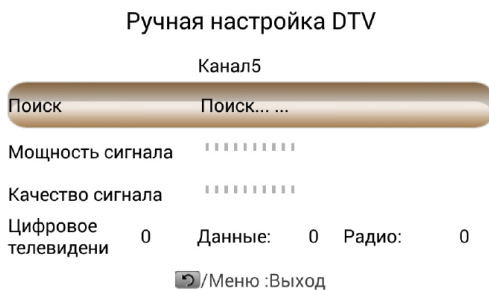 Ручная настройка DTV
Канал5
Поиск Поиск... ...
Мощность сигнала
Качество сигнала
Цифровое
телевидени 0 Данные: 0 Радио: 0
/Меню :Выход